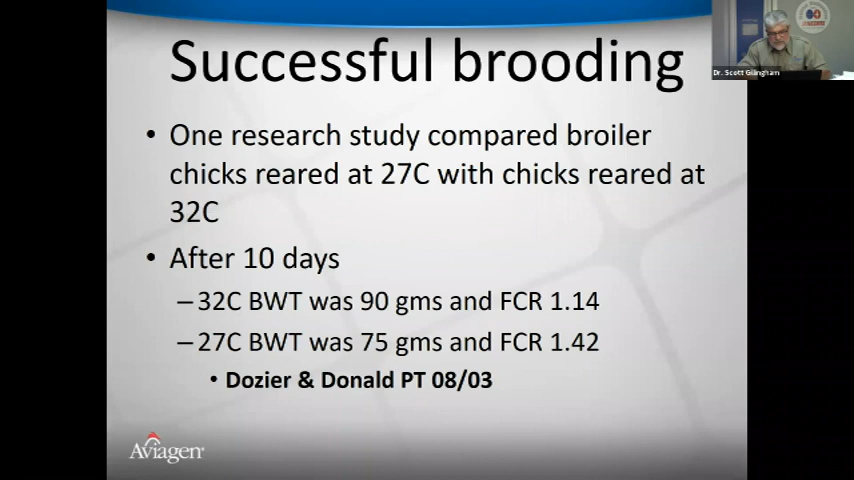 Successful brooding
• One research study compared broiler
chicks reared at 27C with chicks reared at
32C
• After 10 days
–32C BWT was 90 gms and FCR 1.14
–27C BWT was 75 gms and FCR 1.42
• Dozier & Donald PT 08/03
Aviagen
Dr. Scott Gillingham